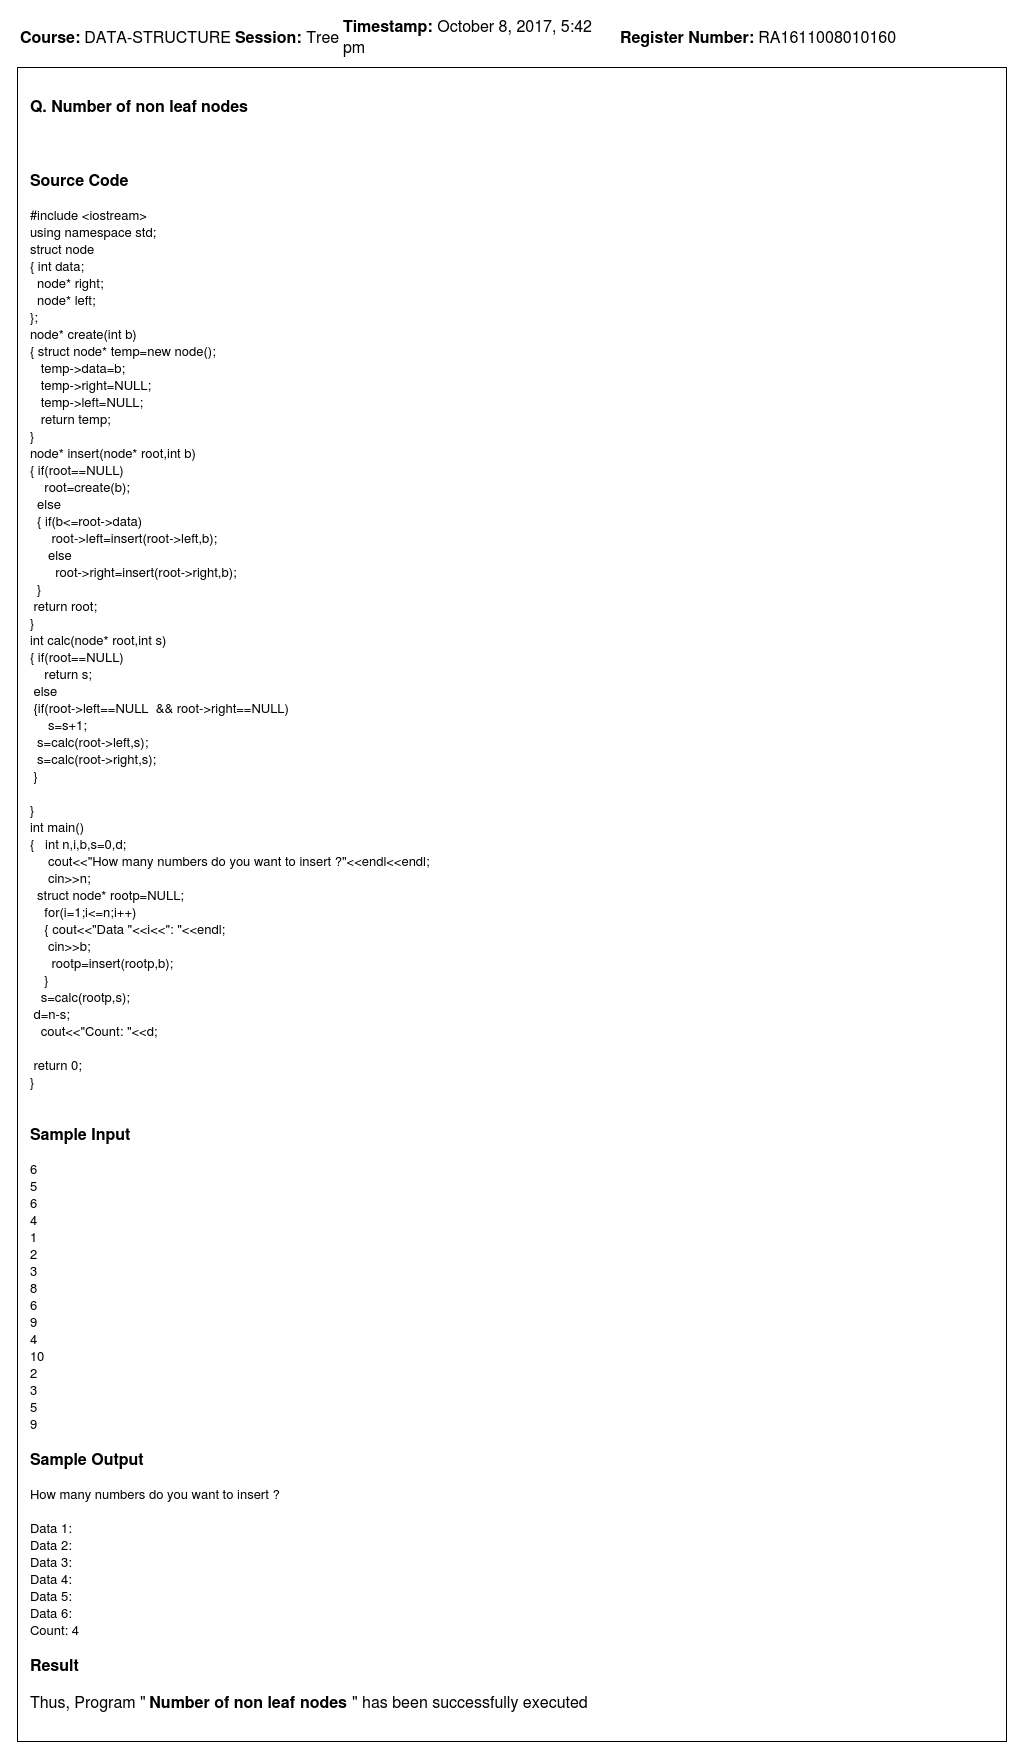 Course: DATA-STRUCTURE Session: Tree Timestamp: October 8, 2017, 5:42 pm Register Number: RA1611008010160
Q. Number of non leaf nodes
Source Code
#include <iostream>
using namespace std;
struct node
{ int data;
  node* right;
  node* left;
};
node* create(int b)
{ struct node* temp=new node();
   temp->data=b;
   temp->right=NULL;
   temp->left=NULL;
   return temp;
}
node* insert(node* root,int b)
{ if(root==NULL)
    root=create(b);
  else
  { if(b<=root->data)
      root->left=insert(root->left,b);
     else
       root->right=insert(root->right,b);
  }
 return root;
}
int calc(node* root,int s)
{ if(root==NULL)
    return s;
 else
 {if(root->left==NULL  && root->right==NULL)
     s=s+1;
  s=calc(root->left,s);
  s=calc(root->right,s);
 }
}
int main()
{   int n,i,b,s=0,d;
     cout<<"How many numbers do you want to insert ?"<<endl<<endl;
     cin>>n;
  struct node* rootp=NULL;
    for(i=1;i<=n;i++)
    { cout<<"Data "<<i<<": "<<endl;
     cin>>b;
      rootp=insert(rootp,b);
    }
   s=calc(rootp,s);
 d=n-s;
   cout<<"Count: "<<d;
 return 0;
}
Sample Input
6
5
6
4
1
2
3
8
6
9
4
10
2
3
5
9
Sample Output
How many numbers do you want to insert ?
Data 1:
Data 2:
Data 3:
Data 4:
Data 5:
Data 6:
Count: 4
Result
Thus, Program " Number of non leaf nodes " has been successfully executed